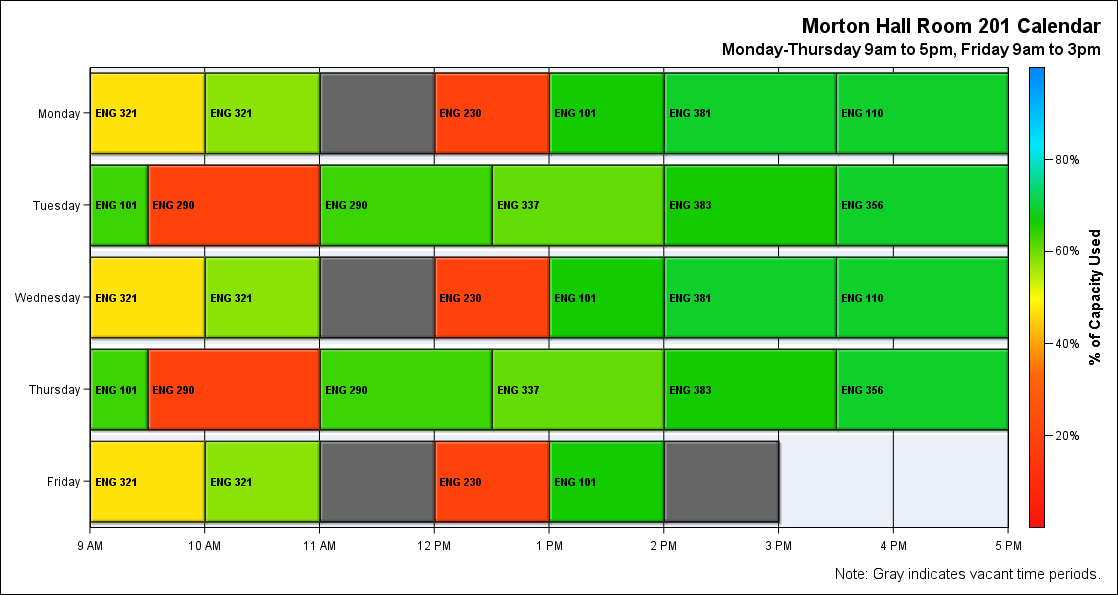 Morton Hall Room 201 Calendar
Monday-Thursday 9am to 5pm, Friday 9am to 3pm
Monday ENG 321 ENG 321 ENG 230 ENG 101 ENG 381 ENG 110
Tuesday ENG 101 ENG 290 ENG 290 ENG 337 ENG 383 ENG 356
Wednesday ENG 321 ENG 321 ENG 230 ENG 101 ENG 381 ENG 110
Thursday ENG 101 ENG 290 ENG 290 ENG 337 ENG 383 ENG 356
Friday ENG 321 ENG 321 ENG 230 ENG 101
9 AM 10 AM 11 AM 12 PM 1 PM 2 PM 3 PM 4 PM 5 PM
80%
60%
40%
20%
% of Capacity Used
Note: Gray indicates vacant time periods.